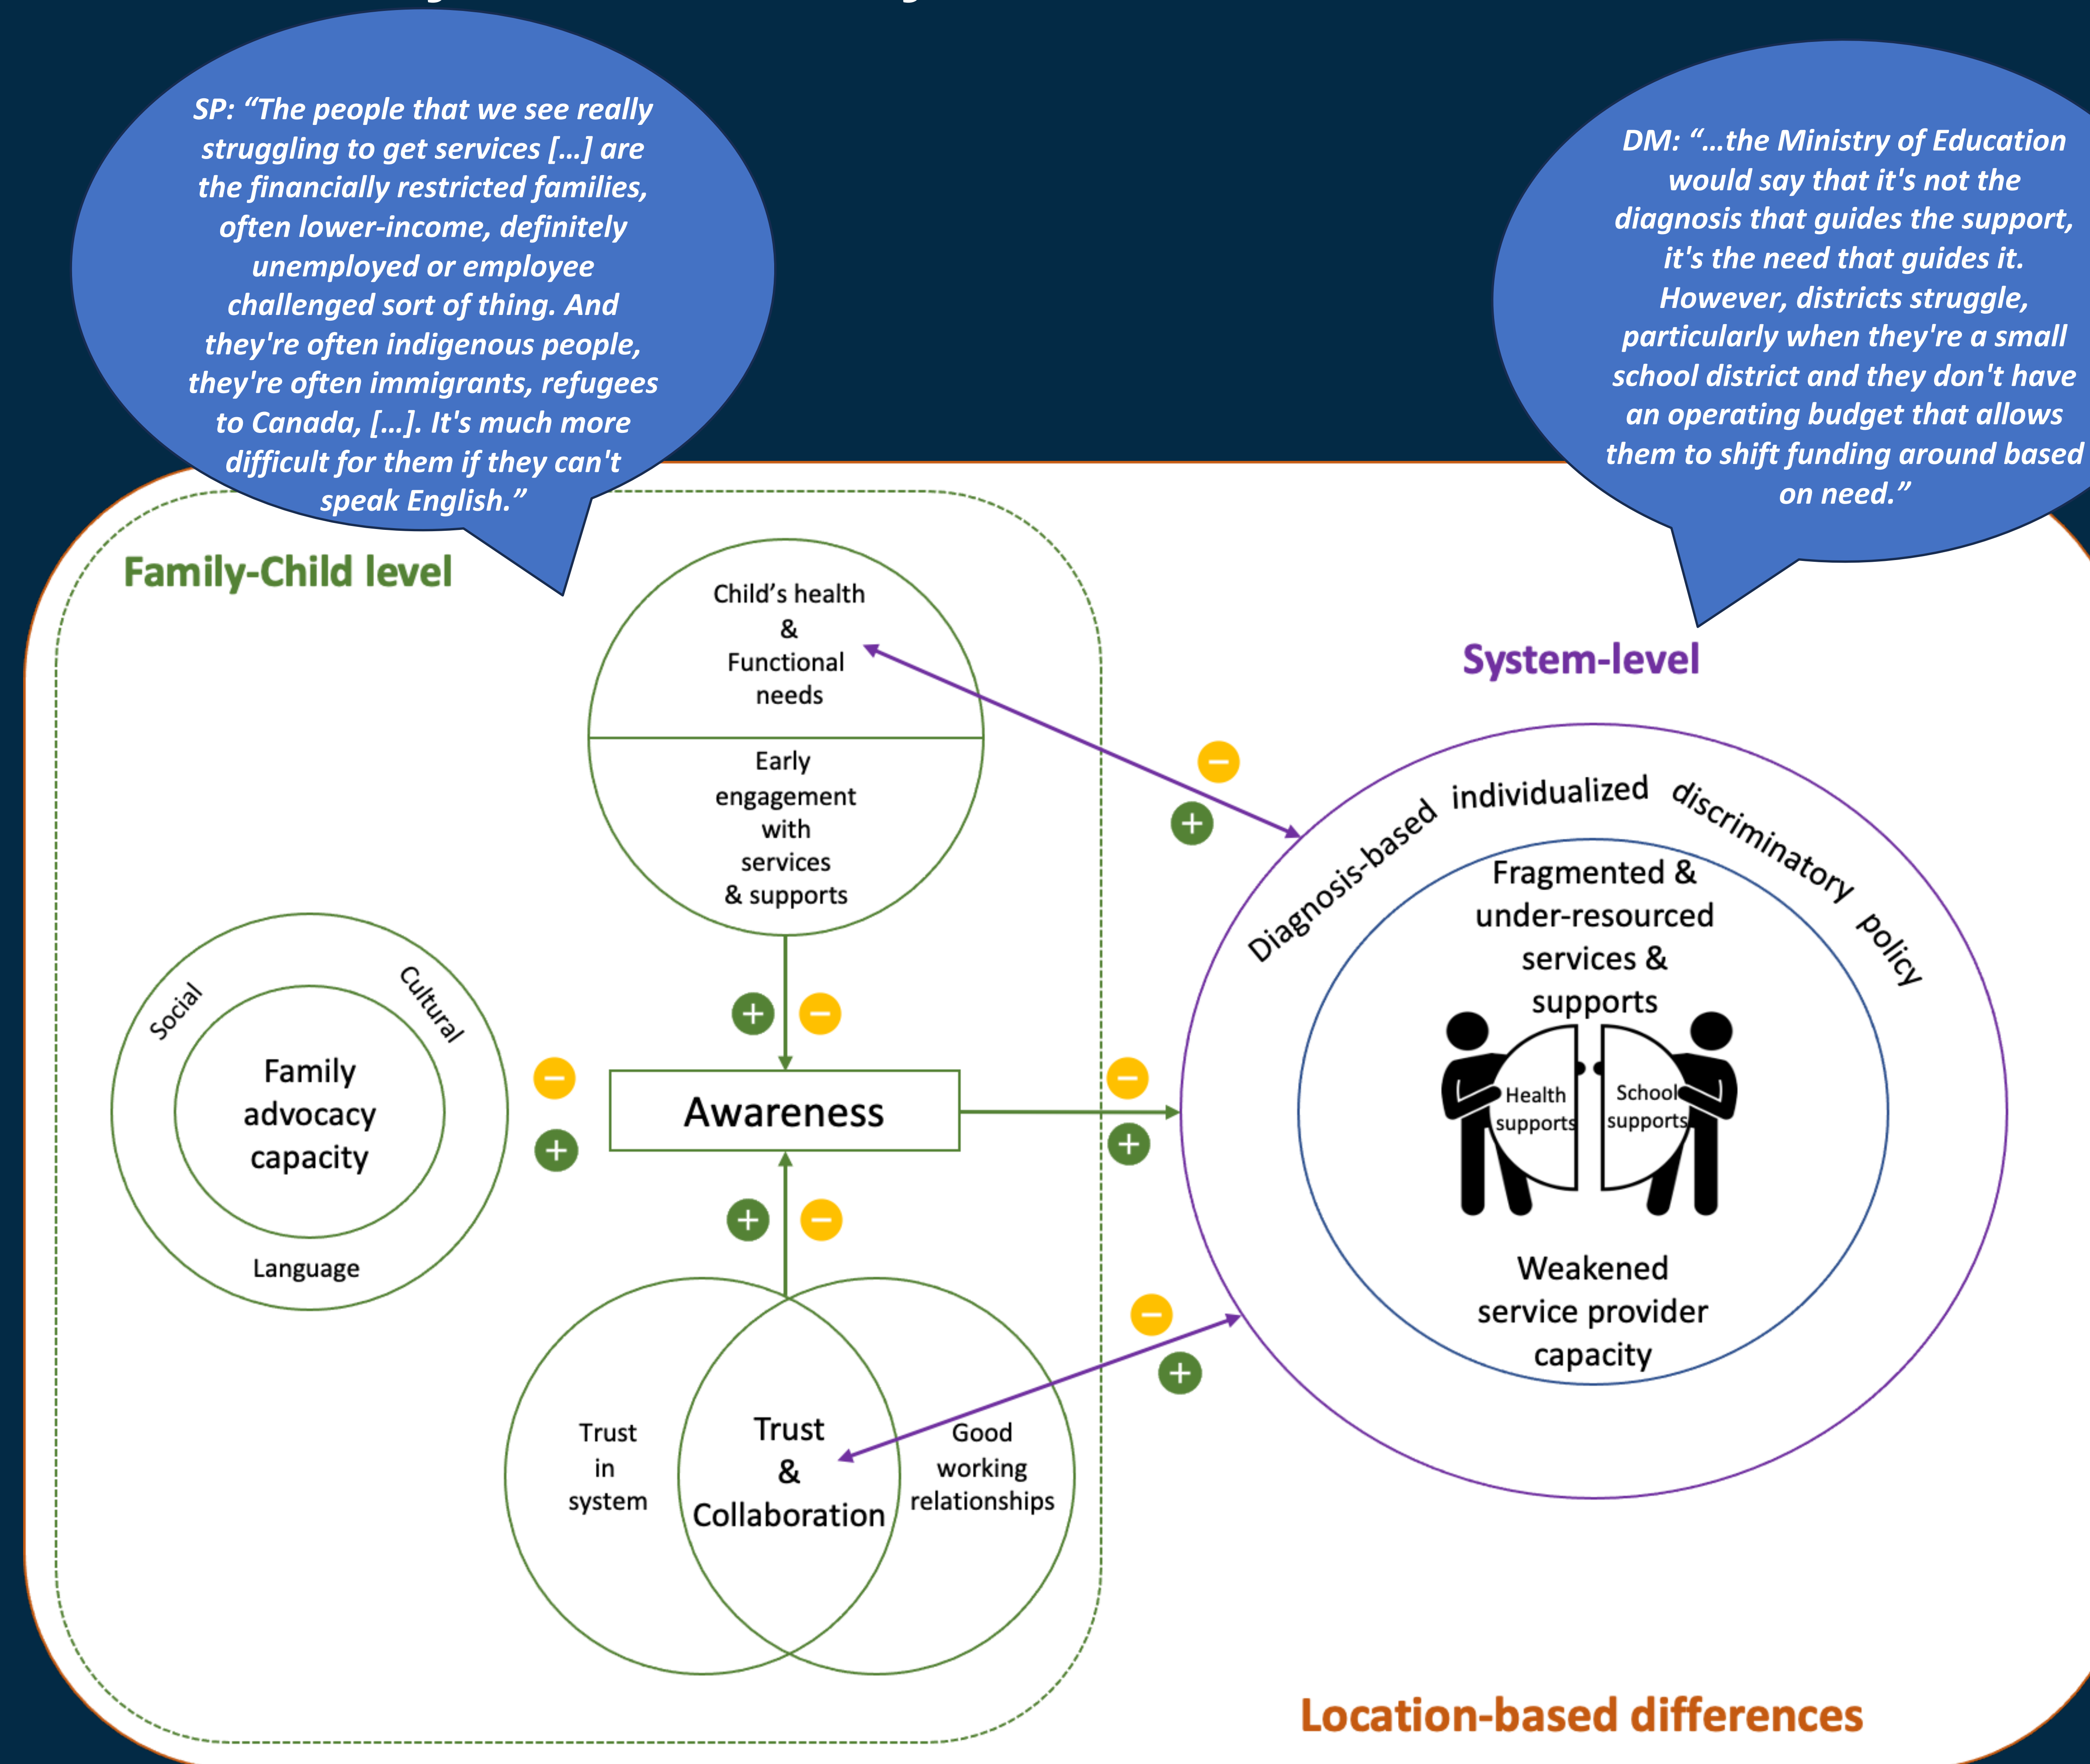 SP: “The people that we see really
struggling to get services […] are
the financially restricted families,
often lower-income, definitely
unemployed or employee
challenged sort of thing. And
they're often indigenous people,
they're often immigrants, refugees
to Canada, […]. It's much more
difficult for them if they can't
speak English.”
DM: “…the Ministry of Education
would say that it's not the
diagnosis that guides the support,
it's the need that guides it.
However, districts struggle,
particularly when they're a small
school district and they don't have
an operating budget that allows
them to shift funding around based
on need.”
Family-Child level
Child’s health
&
Functional
needs
Early
engagement
with
services
& supports
Social
Cultural
Family
advocacy
capacity
Language
Awareness
Trust
in
system
Trust
&
Collaboration
Good
working
relationships
System-level
Diagnosis-based individualized discriminatory policy
Fragmented &
under-resourced
services &
supports
Health
supports
School
supports
Weakened
service provider
capacity
Location-based differences